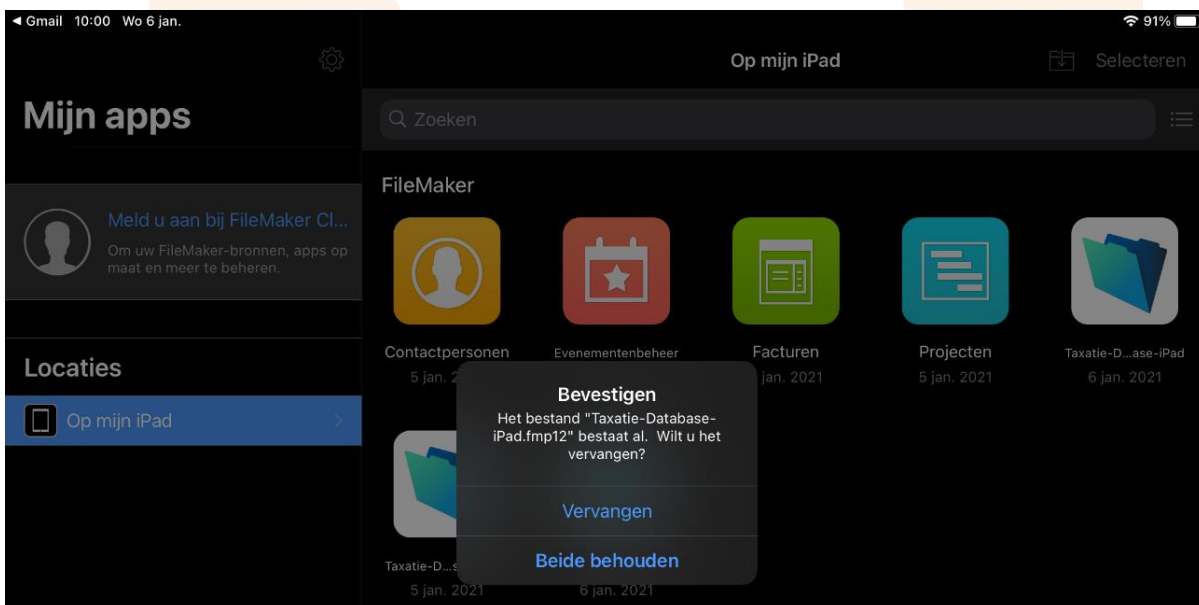 Gmail 10:00 Wo 6 jan.
91%
Op mijn iPad
Selecteren
Mijn apps
Zoeken
FileMaker
Meld u aan bij FileMaker Cl...
Om uw FileMaker-bronnen, apps op
maat en meer te beheren.
Contactpersonen
Evenementenbeheer
Facturen
Projecten
Taxatie-D...ase-iPad
5 jan. 2
jan. 2021
5 jan. 2021
6 jan. 2021
Locaties
Op mijn iPad
Bevestigen
Het bestand "Taxatie-Database-
iPad.fmp12" bestaat al. Wilt u het
vervangen?
Vervangen
Beide behouden
Taxatie-D...s
5 jan. 2021
6 jan. 2021